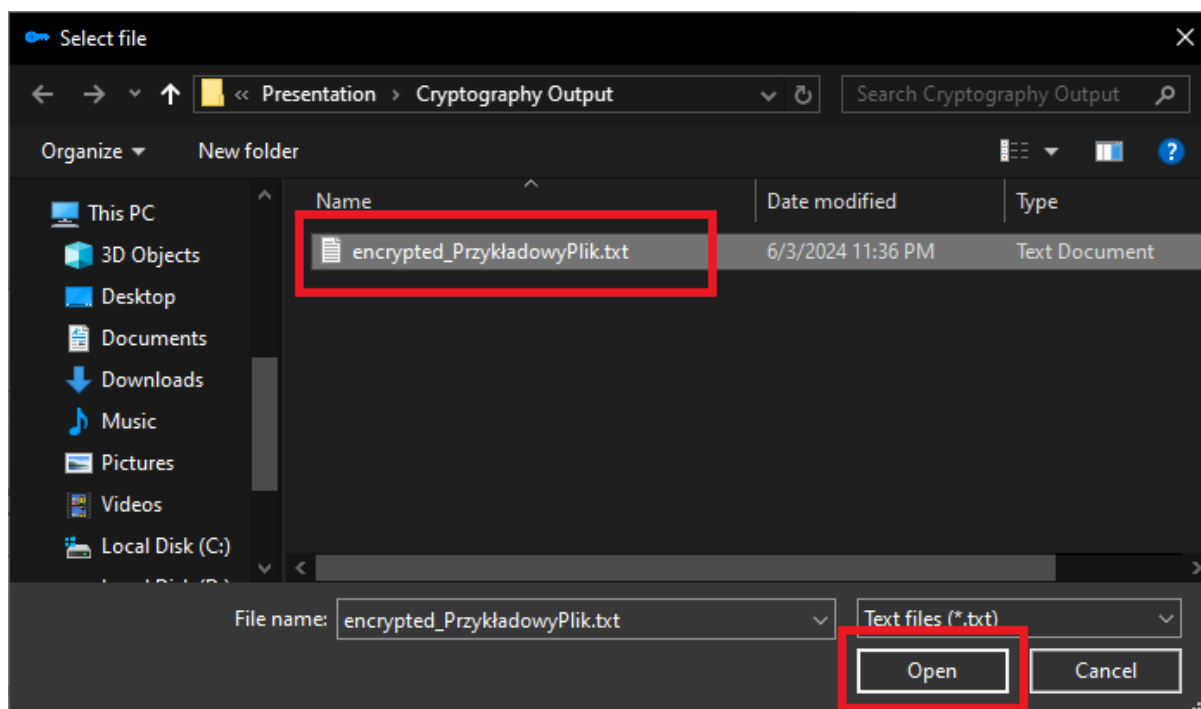 Select file
« Presentation › Cryptography Output
Search Cryptography Output
Organize
New folder
?
Name
Date modified
Type
This PC
encrypted_PrzykładowyPlik.txt
6/3/2024 11:36 PM
Text Document
3D Objects
Desktop
Documents
Downloads
Music
Pictures
Videos
Local Disk (C:)
File name:
encrypted_PrzykładowyPlik.txt
Text files (*.txt)
Open
Cancel